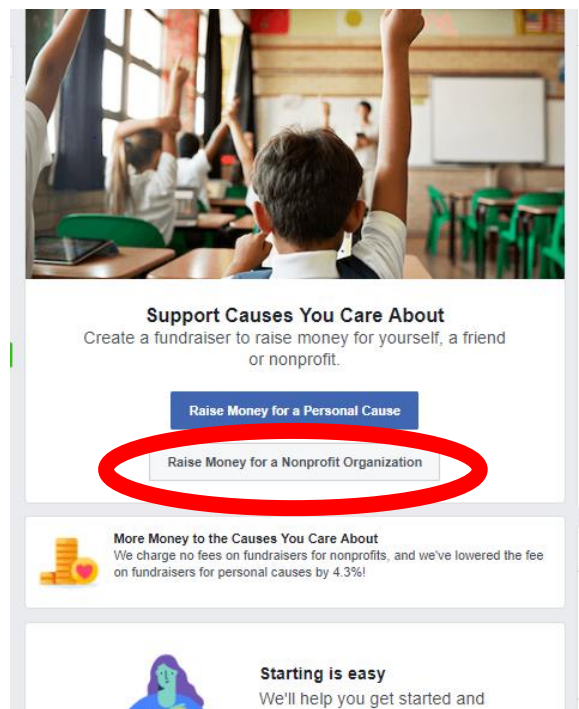 Support Causes You Care About
Create a fundraiser to raise money for yourself, a friend
or nonprofit.
Raise Money for a Personal Cause
Raise Money for a Nonprofit Organization
More Money to the Causes You Care About
We charge no fees on fundraisers for nonprofits, and we've lowered the fee
on fundraisers for personal causes by 4.3%!
Starting is easy
We'll help you get started and